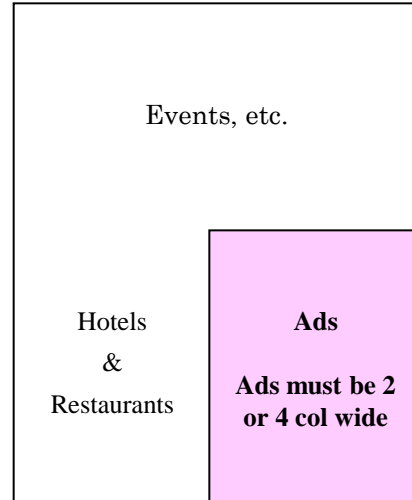 Events, etc.
Hotels
&
Restaurants
Ads
Ads must be 2
or 4 col wide